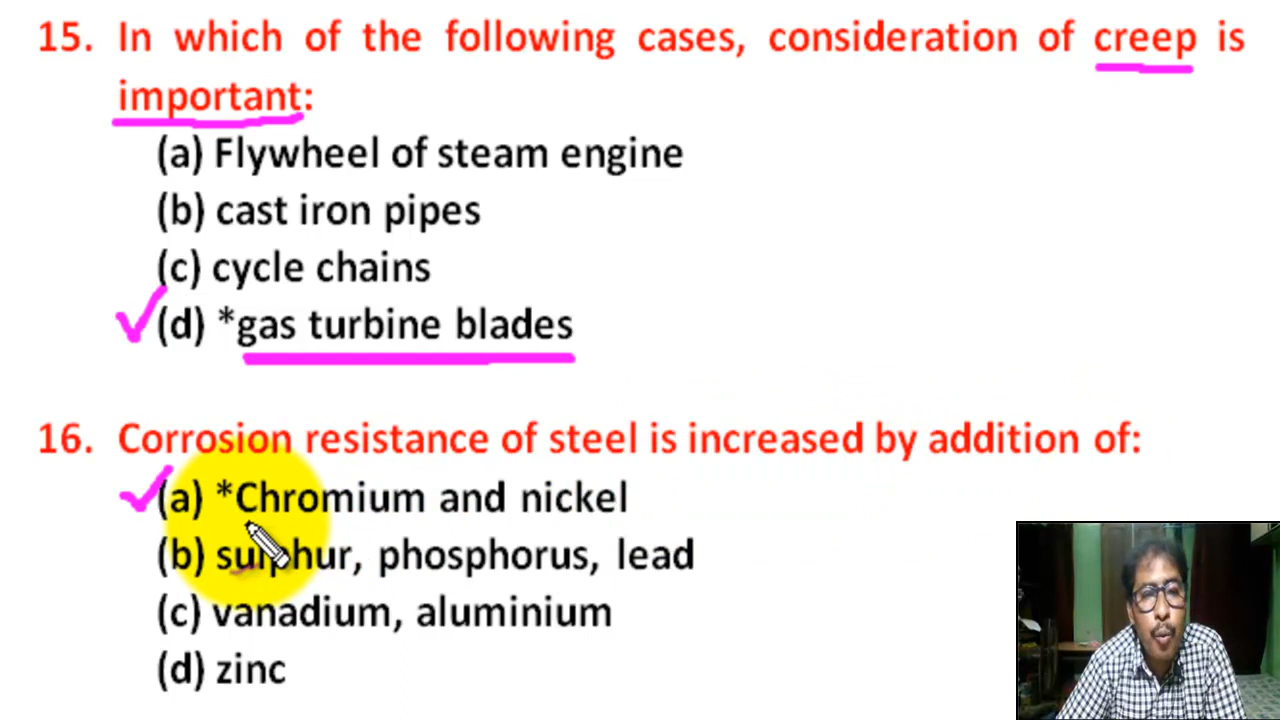 15. In which of the following cases, consideration of creep is
important:
(a) Flywheel of steam engine
(b) cast iron pipes
(c) cycle chains
(d) *gas turbine blades
16. Corrosion resistance of steel is increased by addition of:
(a) *Chromium and nickel
(b) sulphur, phosphorus, lead
(c) vanadium, aluminium
(d) zinc